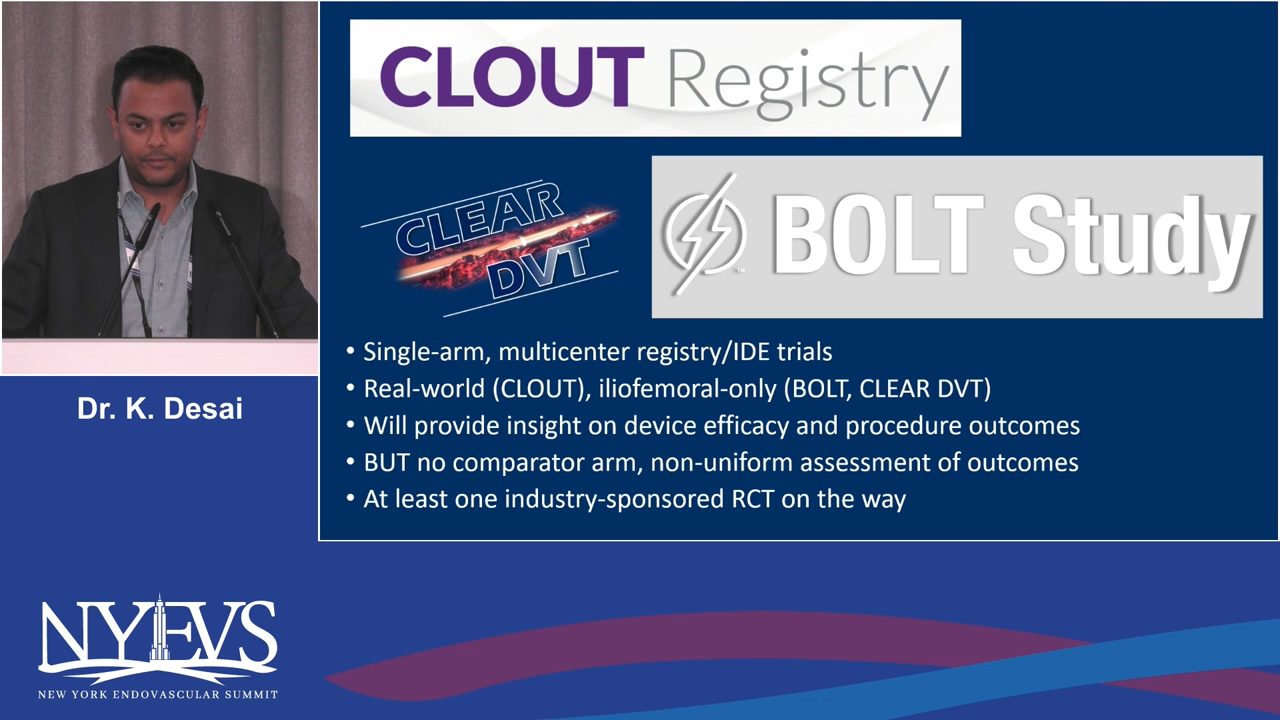 CLOUT Registry
CLEAR
DVT
BOLT Study
TM
• Single-arm, multicenter registry/IDE trials
• Real-world (CLOUT), iliofemoral-only (BOLT, CLEAR DVT)
• Will provide insight on device efficacy and procedure outcomes
• BUT no comparator arm, non-uniform assessment of outcomes
• At least one industry-sponsored RCT on the way
Dr. K. Desai
NYEVS
NEW YORK ENDOVASCULAR SUMMIT